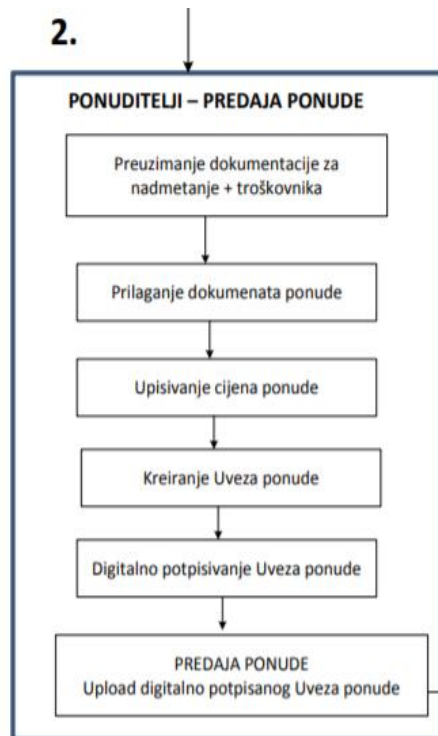 2.
PONUDITELJI – PREDAJA PONUDE
Preuzimanje dokumentacije za
nadmetanje + troškovnika
Prilaganje dokumenata ponude
Upisivanje cijena ponude
Kreiranje Uveza ponude
Digitalno potpisivanje Uveza ponude
PREDAJA PONUDE
Upload digitalno potpisanog Uveza ponude